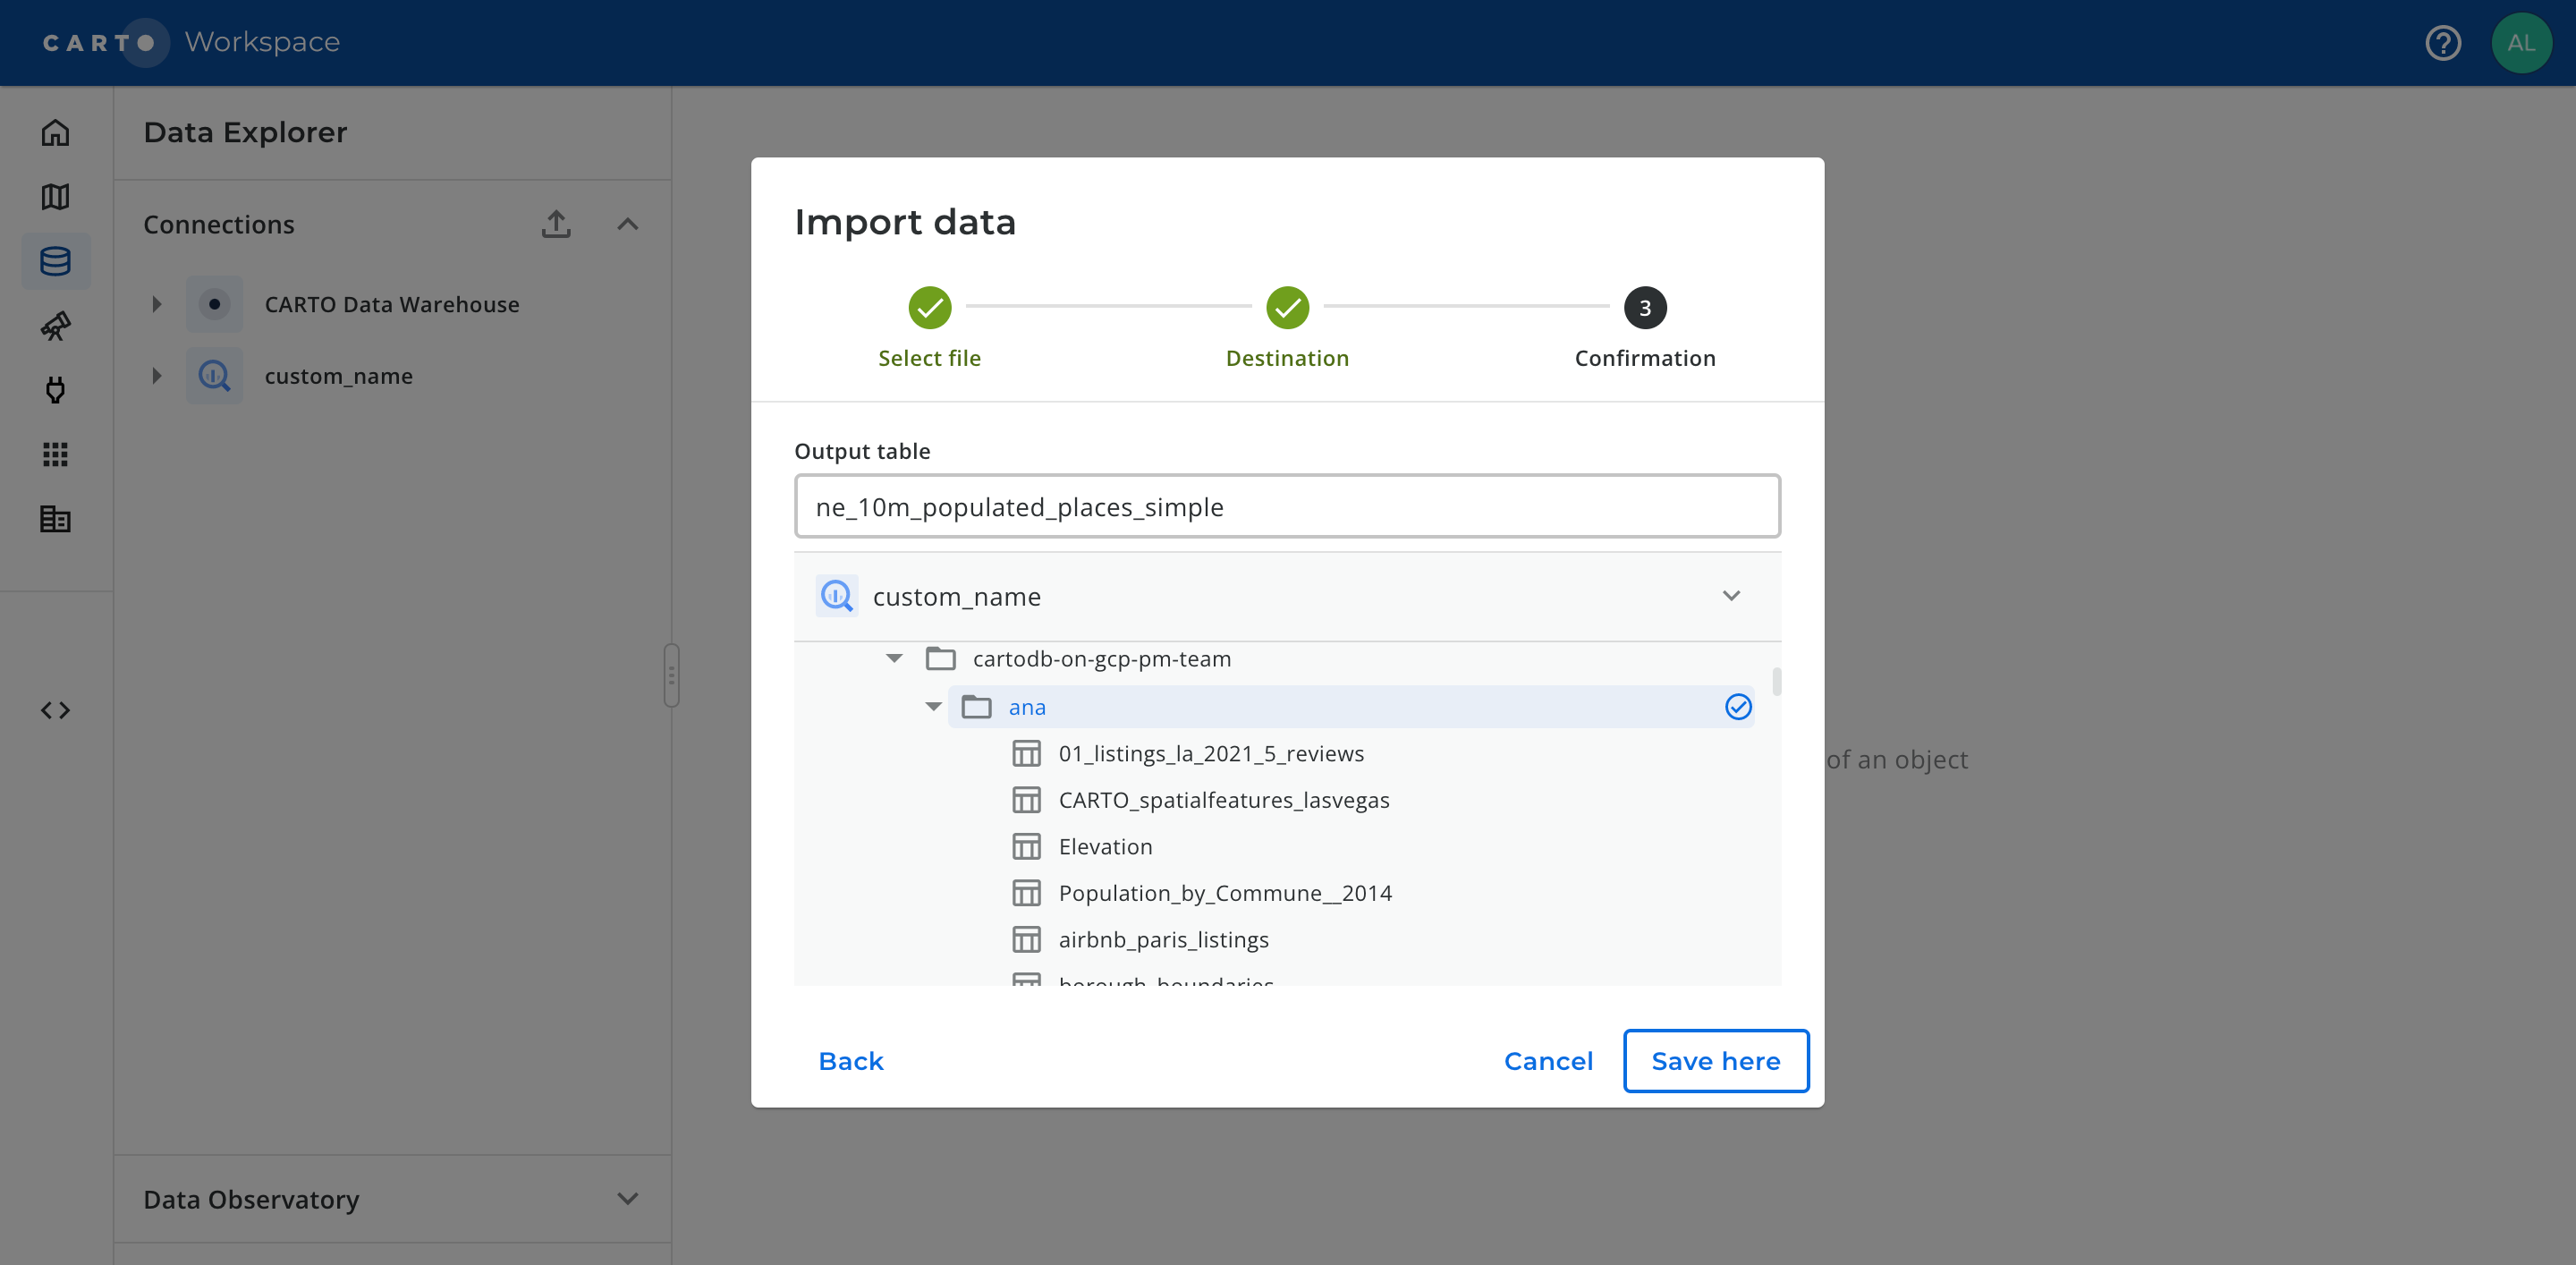 CARTO Workspace
AL
Data Explorer
Connections
CARTO Data Warehouse
custom_name
Data Observatory
Import data
3
Select file
Destination
Confirmation
Output table
ne_10m_populated_places_simple
custom_name
cartodb-on-gcp-pm-team
ana
01_listings_la_2021_5_reviews
CARTO_spatialfeatures_lasvegas
Elevation
Population_by_Commune__2014
airbnb_paris_listings
borough_boundaries
of an object
Back
Cancel
Save here